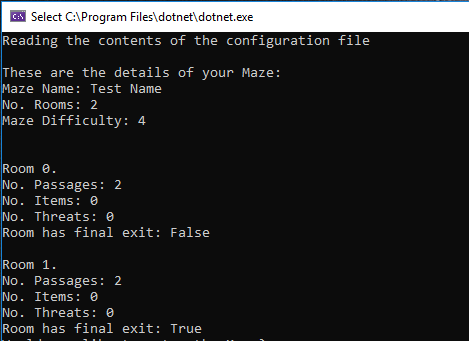 Select C:\Program Files\dotnet\dotnet.exe
Reading the contents of the configuration file
These are the details of your Maze:
Maze Name: Test Name
No. Rooms: 2
Maze Difficulty: 4
Room 0.
No. Passages: 2
No. Items: 0
No. Threats: 0
Room has final exit: False
Room 1.
No. Passages: 2
No. Items: 0
No. Threats: 0
Room has final exit: True